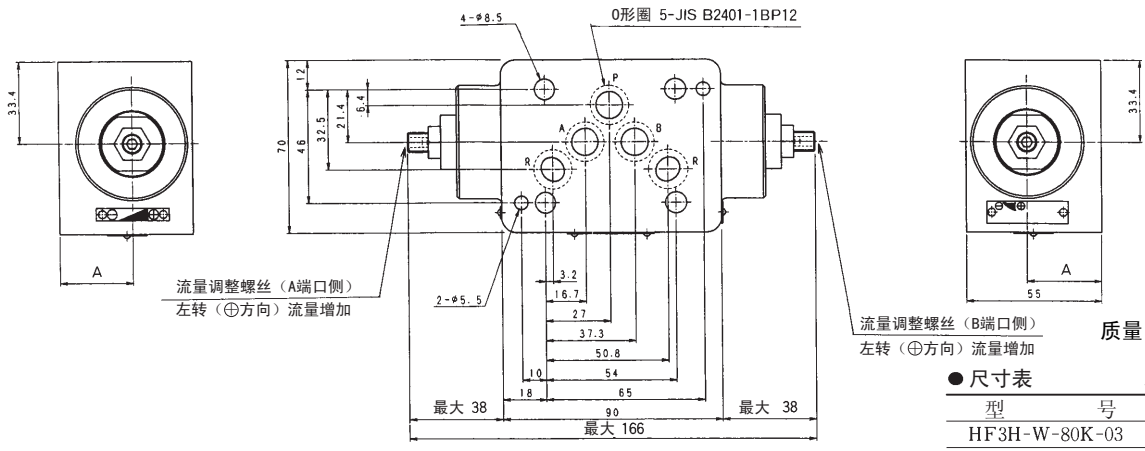 4-φ8.5
O形圈 5-JIS B2401-1BP12
33.4
12
6.4
21.4
32.5
46
70
P
A
B
R
R
33.4
A
流量调整螺丝（A端口侧）
左转（⊕方向）流量增加
2-φ5.5
3.2
16.7
27
37.3
50.8
10
54
18
65
最大 38
90
最大 38
最大 166
流量调整螺丝（B端口侧）
左转（⊕方向）流量增加
A
55
质量
●尺寸表
型 号
HF3H-W-80K-03